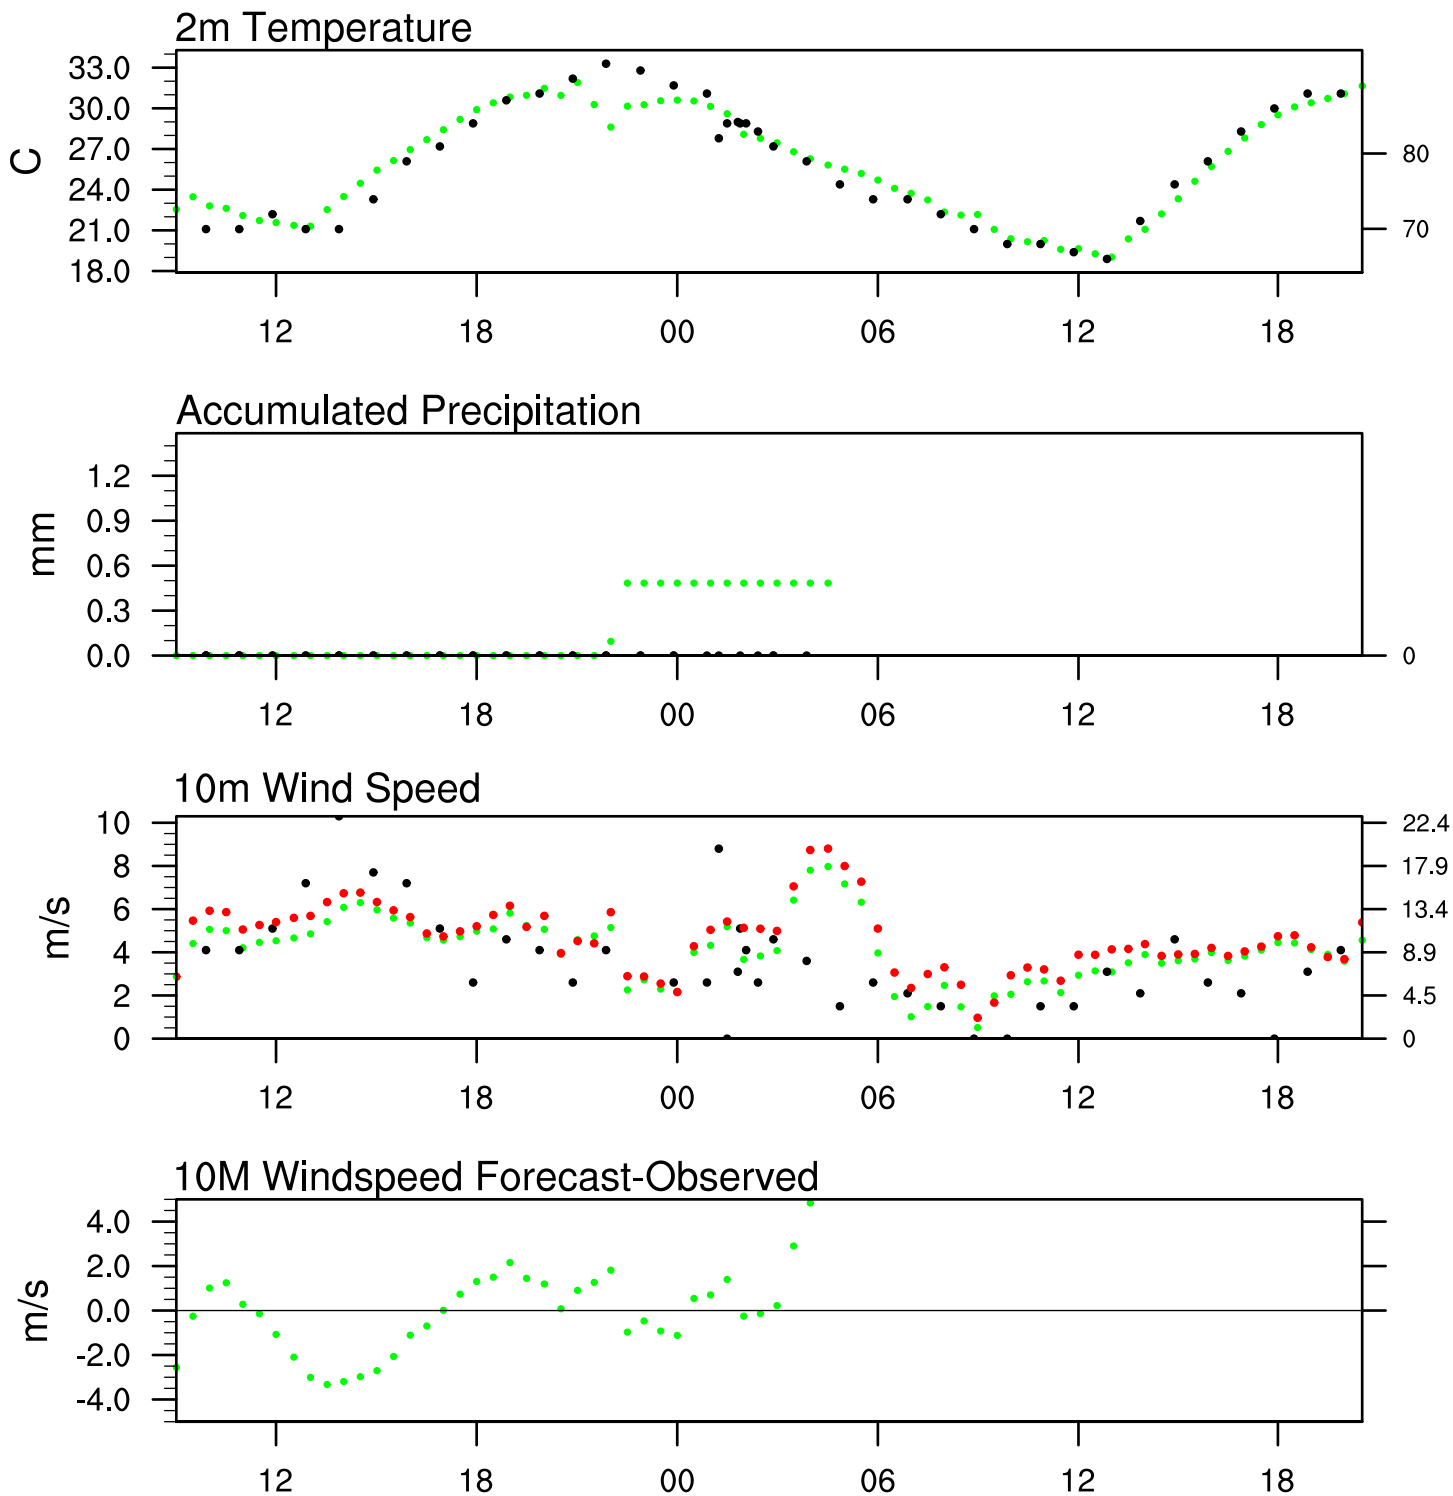 2m Temperature
C
33.0
30.0
27.0
24.0
21.0
18.0
80
70
12 18 00 06 12 18
Accumulated Precipitation
mm
1.2
0.9
0.6
0.3
0.0
0
12 18 00 06 12 18
10m Wind Speed
m/s
10
8
6
4
2
0
22.4
17.9
13.4
8.9
4.5
0
12 18 00 06 12 18
10M Windspeed Forecast-Observed
m/s
4.0
2.0
0.0
-2.0
-4.0
12 18 00 06 12 18